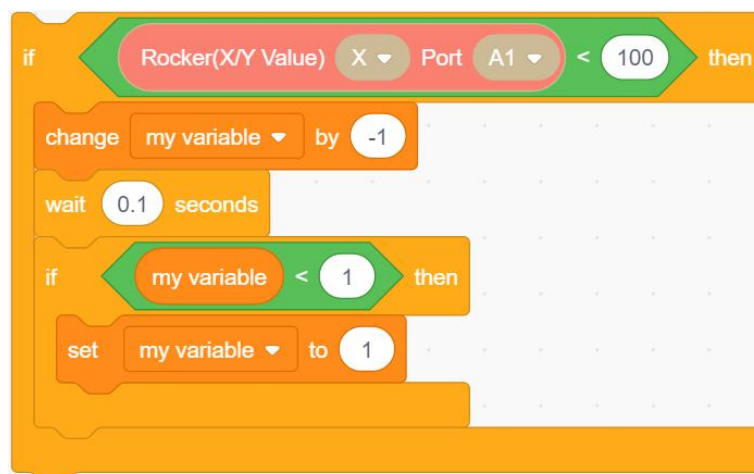 if Rocker(X/Y Value) X Port A1 < 100 then
change my variable by -1
wait 0.1 seconds
if my variable < 1 then
set my variable to 1